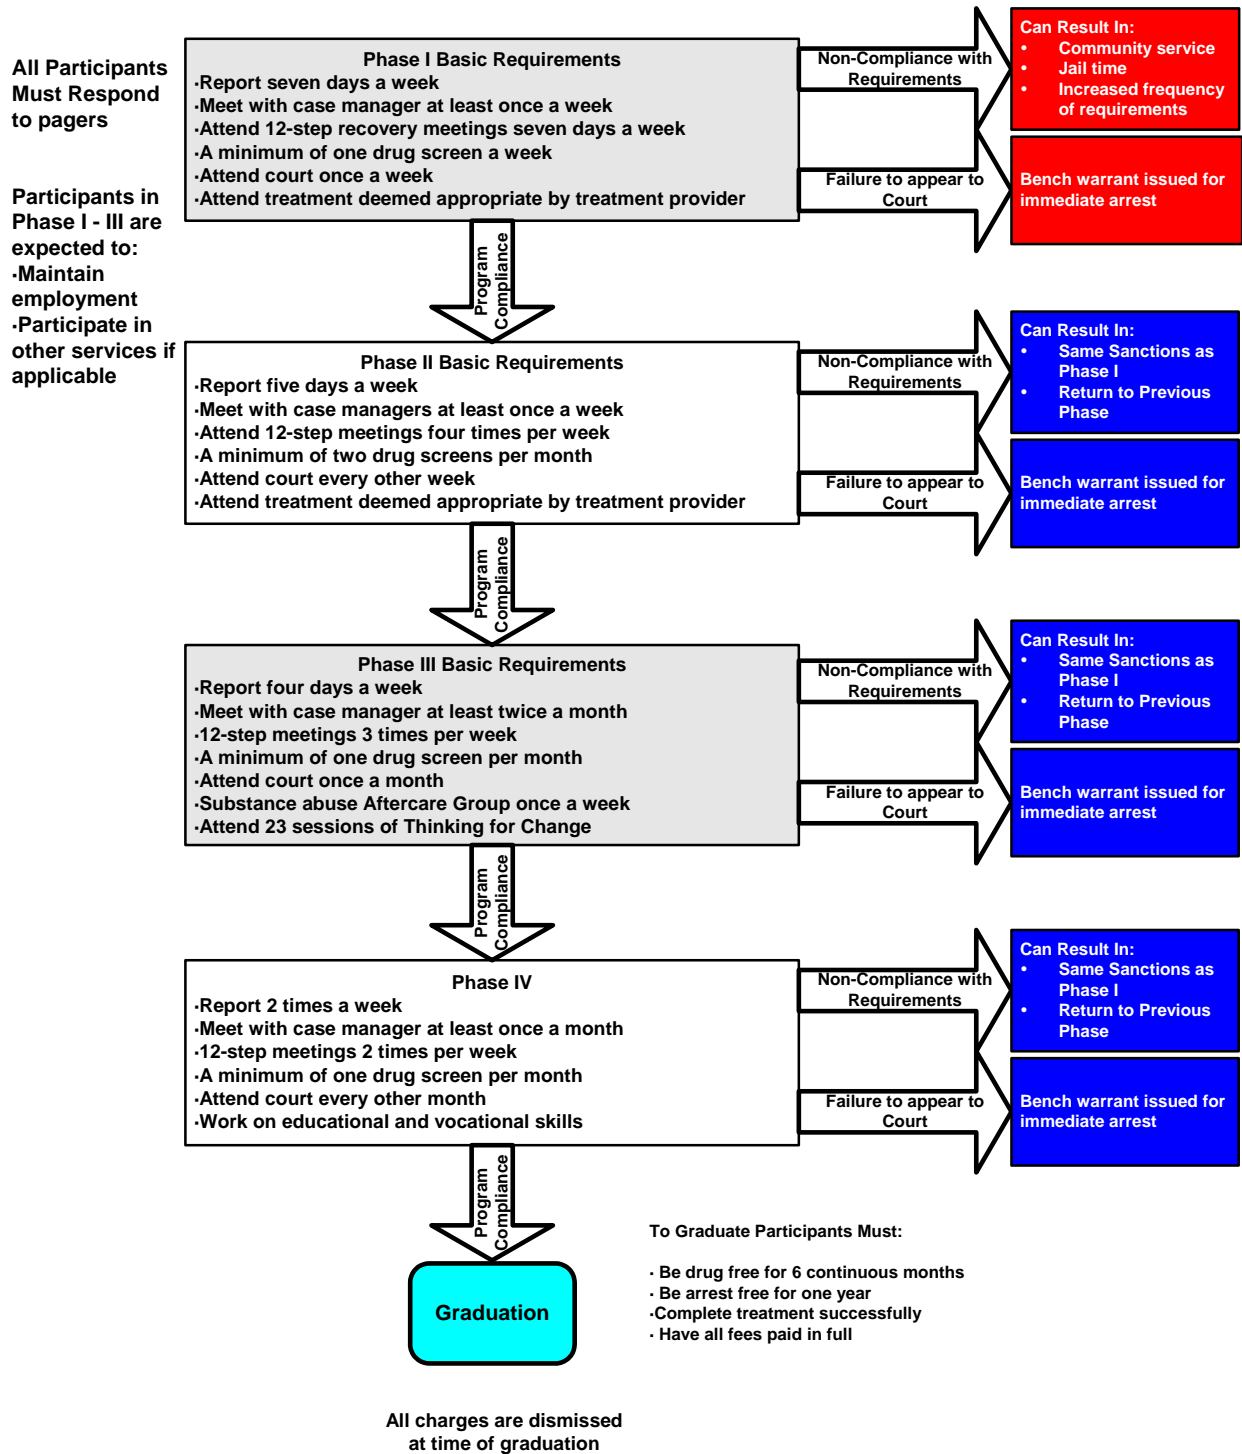 All Participants
Must Respond
to pagers
Participants in
Phase I - III are
expected to:
·Maintain
employment
·Participate in
other services if
applicable
Phase I Basic Requirements
·Report seven days a week
·Meet with case manager at least once a week
·Attend 12-step recovery meetings seven days a week
·A minimum of one drug screen a week
·Attend court once a week
·Attend treatment deemed appropriate by treatment provider
Non-Compliance with
Requirements
Can Result In:
• Community service
• Jail time
• Increased frequency
of requirements
Failure to appear to
Court
Bench warrant issued for
immediate arrest
Program
Compliance
Phase II Basic Requirements
·Report five days a week
·Meet with case managers at least once a week
·Attend 12-step meetings four times per week
·A minimum of two drug screens per month
·Attend court every other week
·Attend treatment deemed appropriate by treatment provider
Non-Compliance with
Requirements
Can Result In:
• Same Sanctions as
Phase I
• Return to Previous
Phase
Failure to appear to
Court
Bench warrant issued for
immediate arrest
Program
Compliance
Phase III Basic Requirements
·Report four days a week
·Meet with case manager at least twice a month
·12-step meetings 3 times per week
·A minimum of one drug screen per month
·Attend court once a month
·Substance abuse Aftercare Group once a week
·Attend 23 sessions of Thinking for Change
Non-Compliance with
Requirements
Can Result In:
• Same Sanctions as
Phase I
• Return to Previous
Phase
Failure to appear to
Court
Bench warrant issued for
immediate arrest
Program
Compliance
Phase IV
·Report 2 times a week
·Meet with case manager at least once a month
·12-step meetings 2 times per week
·A minimum of one drug screen per month
·Attend court every other month
·Work on educational and vocational skills
Non-Compliance with
Requirements
Can Result In:
• Same Sanctions as
Phase I
• Return to Previous
Phase
Failure to appear to
Court
Bench warrant issued for
immediate arrest
Program
Compliance
Graduation
To Graduate Participants Must:
· Be drug free for 6 continuous months
· Be arrest free for one year
·Complete treatment successfully
· Have all fees paid in full
All charges are dismissed
at time of graduation